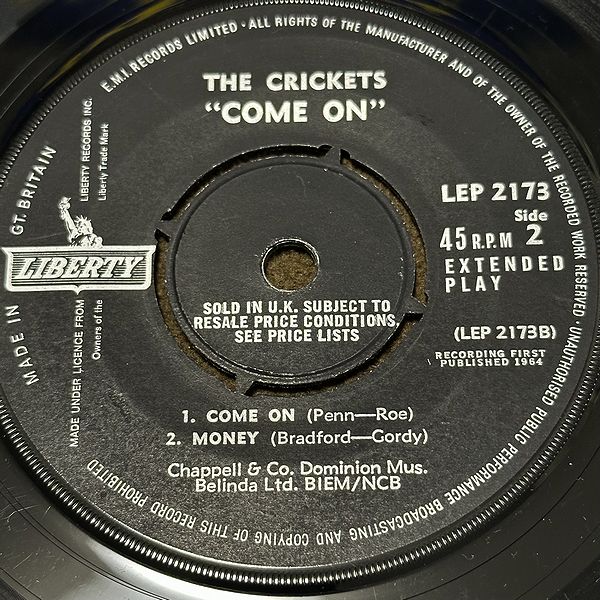 E.M.I. RECORDS LIMITED · ALL RIGHTS OF THE MANUFACTURER AND OF THE OWNER OF THE RECORDED WORK RESERVED · UNAUTHORISED PUBLIC PERFORMANCE BROADCASTING AND COPYING OF THIS RECORD PROHIBITED
MADE IN GT. BRITAIN
THE CRICKETS
"COME ON"
LIBERTY RECORDS INC.
Liberty Trade Mark
LIBERTY
MADE UNDER LICENCE FROM
Owners of the
LEP 2173
Side
45 R.P.M 2
EXTENDED
PLAY
(LEP 2173B)
RECORDING FIRST
PUBLISHED 1964
SOLD IN U.K. SUBJECT TO
RESALE PRICE CONDITIONS,
SEE PRICE LISTS
1. COME ON (Penn—Roe)
2. MONEY (Bradford—Gordy)
Chappell & Co. Dominion Mus.
Belinda Ltd. BIEM/NCB